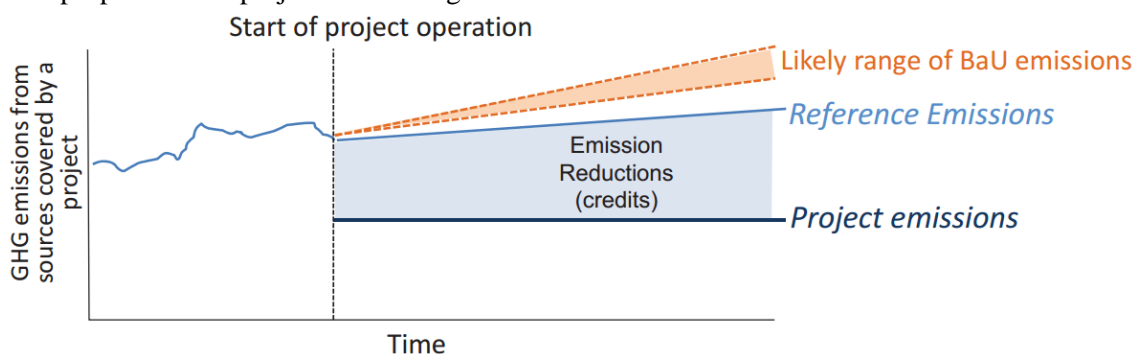 Start of project operation
GHG emissions from
sources covered by a
project
Likely range of BaU emissions
Reference Emissions
Emission
Reductions
(credits)
Project emissions
Time